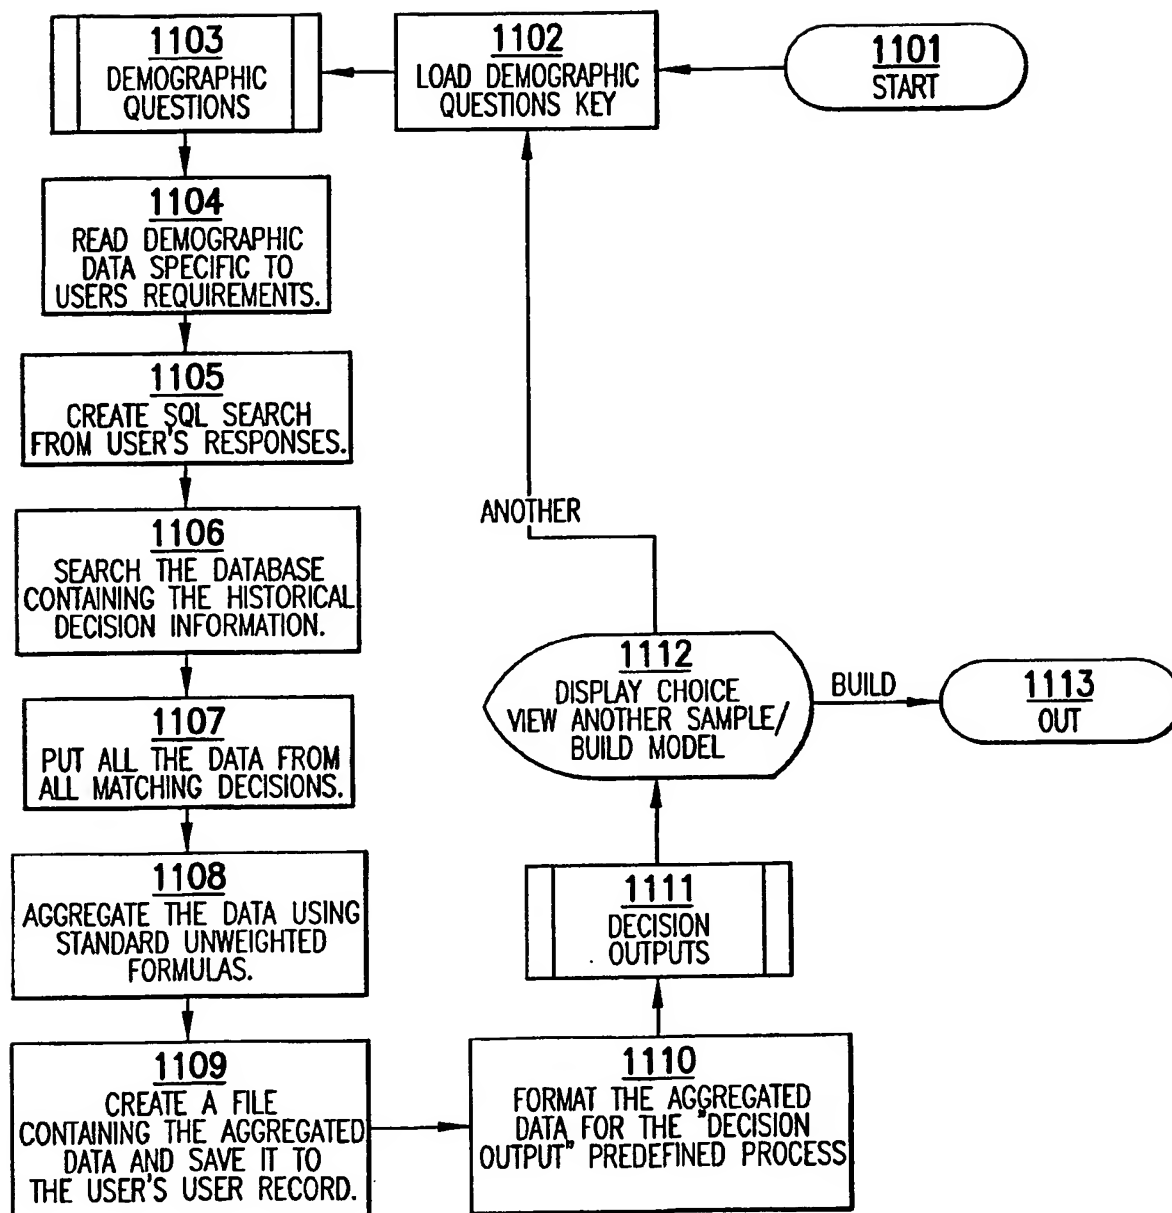 1101
START
1102
LOAD DEMOGRAPHIC
QUESTIONS KEY
1103
DEMOGRAPHIC
QUESTIONS
1104
READ DEMOGRAPHIC
DATA SPECIFIC TO
USERS REQUIREMENTS.
1105
CREATE SQL SEARCH
FROM USER'S RESPONSES.
1106
SEARCH THE DATABASE
CONTAINING THE HISTORICAL
DECISION INFORMATION.
1107
PUT ALL THE DATA FROM
ALL MATCHING DECISIONS.
1108
AGGREGATE THE DATA USING
STANDARD UNWEIGHTED
FORMULAS.
1109
CREATE A FILE
CONTAINING THE AGGREGATED
DATA AND SAVE IT TO
THE USER'S USER RECORD.
1110
FORMAT THE AGGREGATED
DATA FOR THE "DECISION
OUTPUT" PREDEFINED PROCESS
1111
DECISION
OUTPUTS
1112
DISPLAY CHOICE
VIEW ANOTHER SAMPLE/
BUILD MODEL
ANOTHER
BUILD
1113
OUT